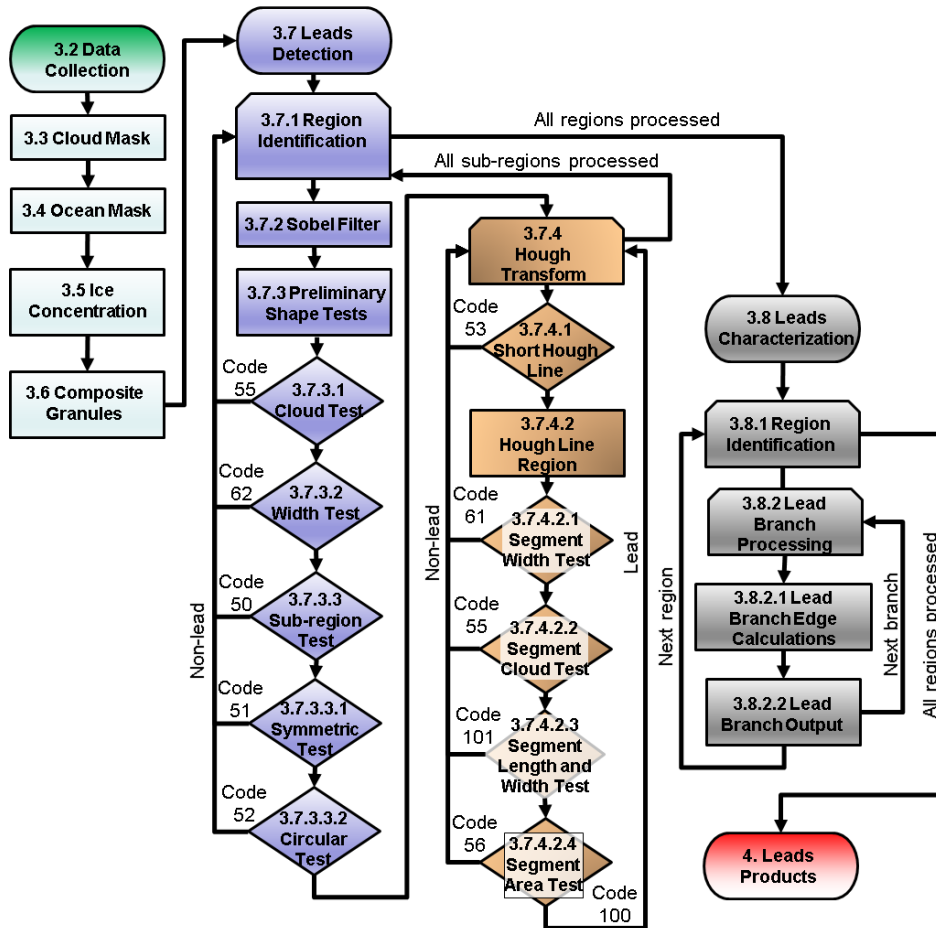 3.2 Data
Collection
3.3 Cloud Mask
3.4 Ocean Mask
3.5 Ice
Concentration
3.6 Composite
Granules
3.7 Leads
Detection
3.7.1 Region
Identification
All regions processed
All sub-regions processed
3.7.2 Sobel Filter
3.7.3 Preliminary
Shape Tests
Code
55
3.7.3.1
Cloud Test
Code
62
3.7.3.2
Width Test
Code
50
3.7.3.3
Sub-region
Test
Non-lead
Code
51
3.7.3.3.1
Symmetric
Test
Code
52
3.7.3.3.2
Circular
Test
3.7.4
Hough
Transform
Code
53
3.7.4.1
Short Hough
Line
3.7.4.2
Hough Line
Region
Code
61
3.7.4.2.1
Segment
Width Test
Non-lead
Lead
Code
55
3.7.4.2.2
Segment
Cloud Test
Code
101
3.7.4.2.3
Segment
Length and
Width Test
Code
56
3.7.4.2.4
Segment
Area Test
Code
100
3.8 Leads
Characterization
3.8.1 Region
Identification
3.8.2 Lead
Branch
Processing
3.8.2.1 Lead
Branch Edge
Calculations
3.8.2.2 Lead
Branch Output
Next region
Next branch
All regions processed
4. Leads
Products